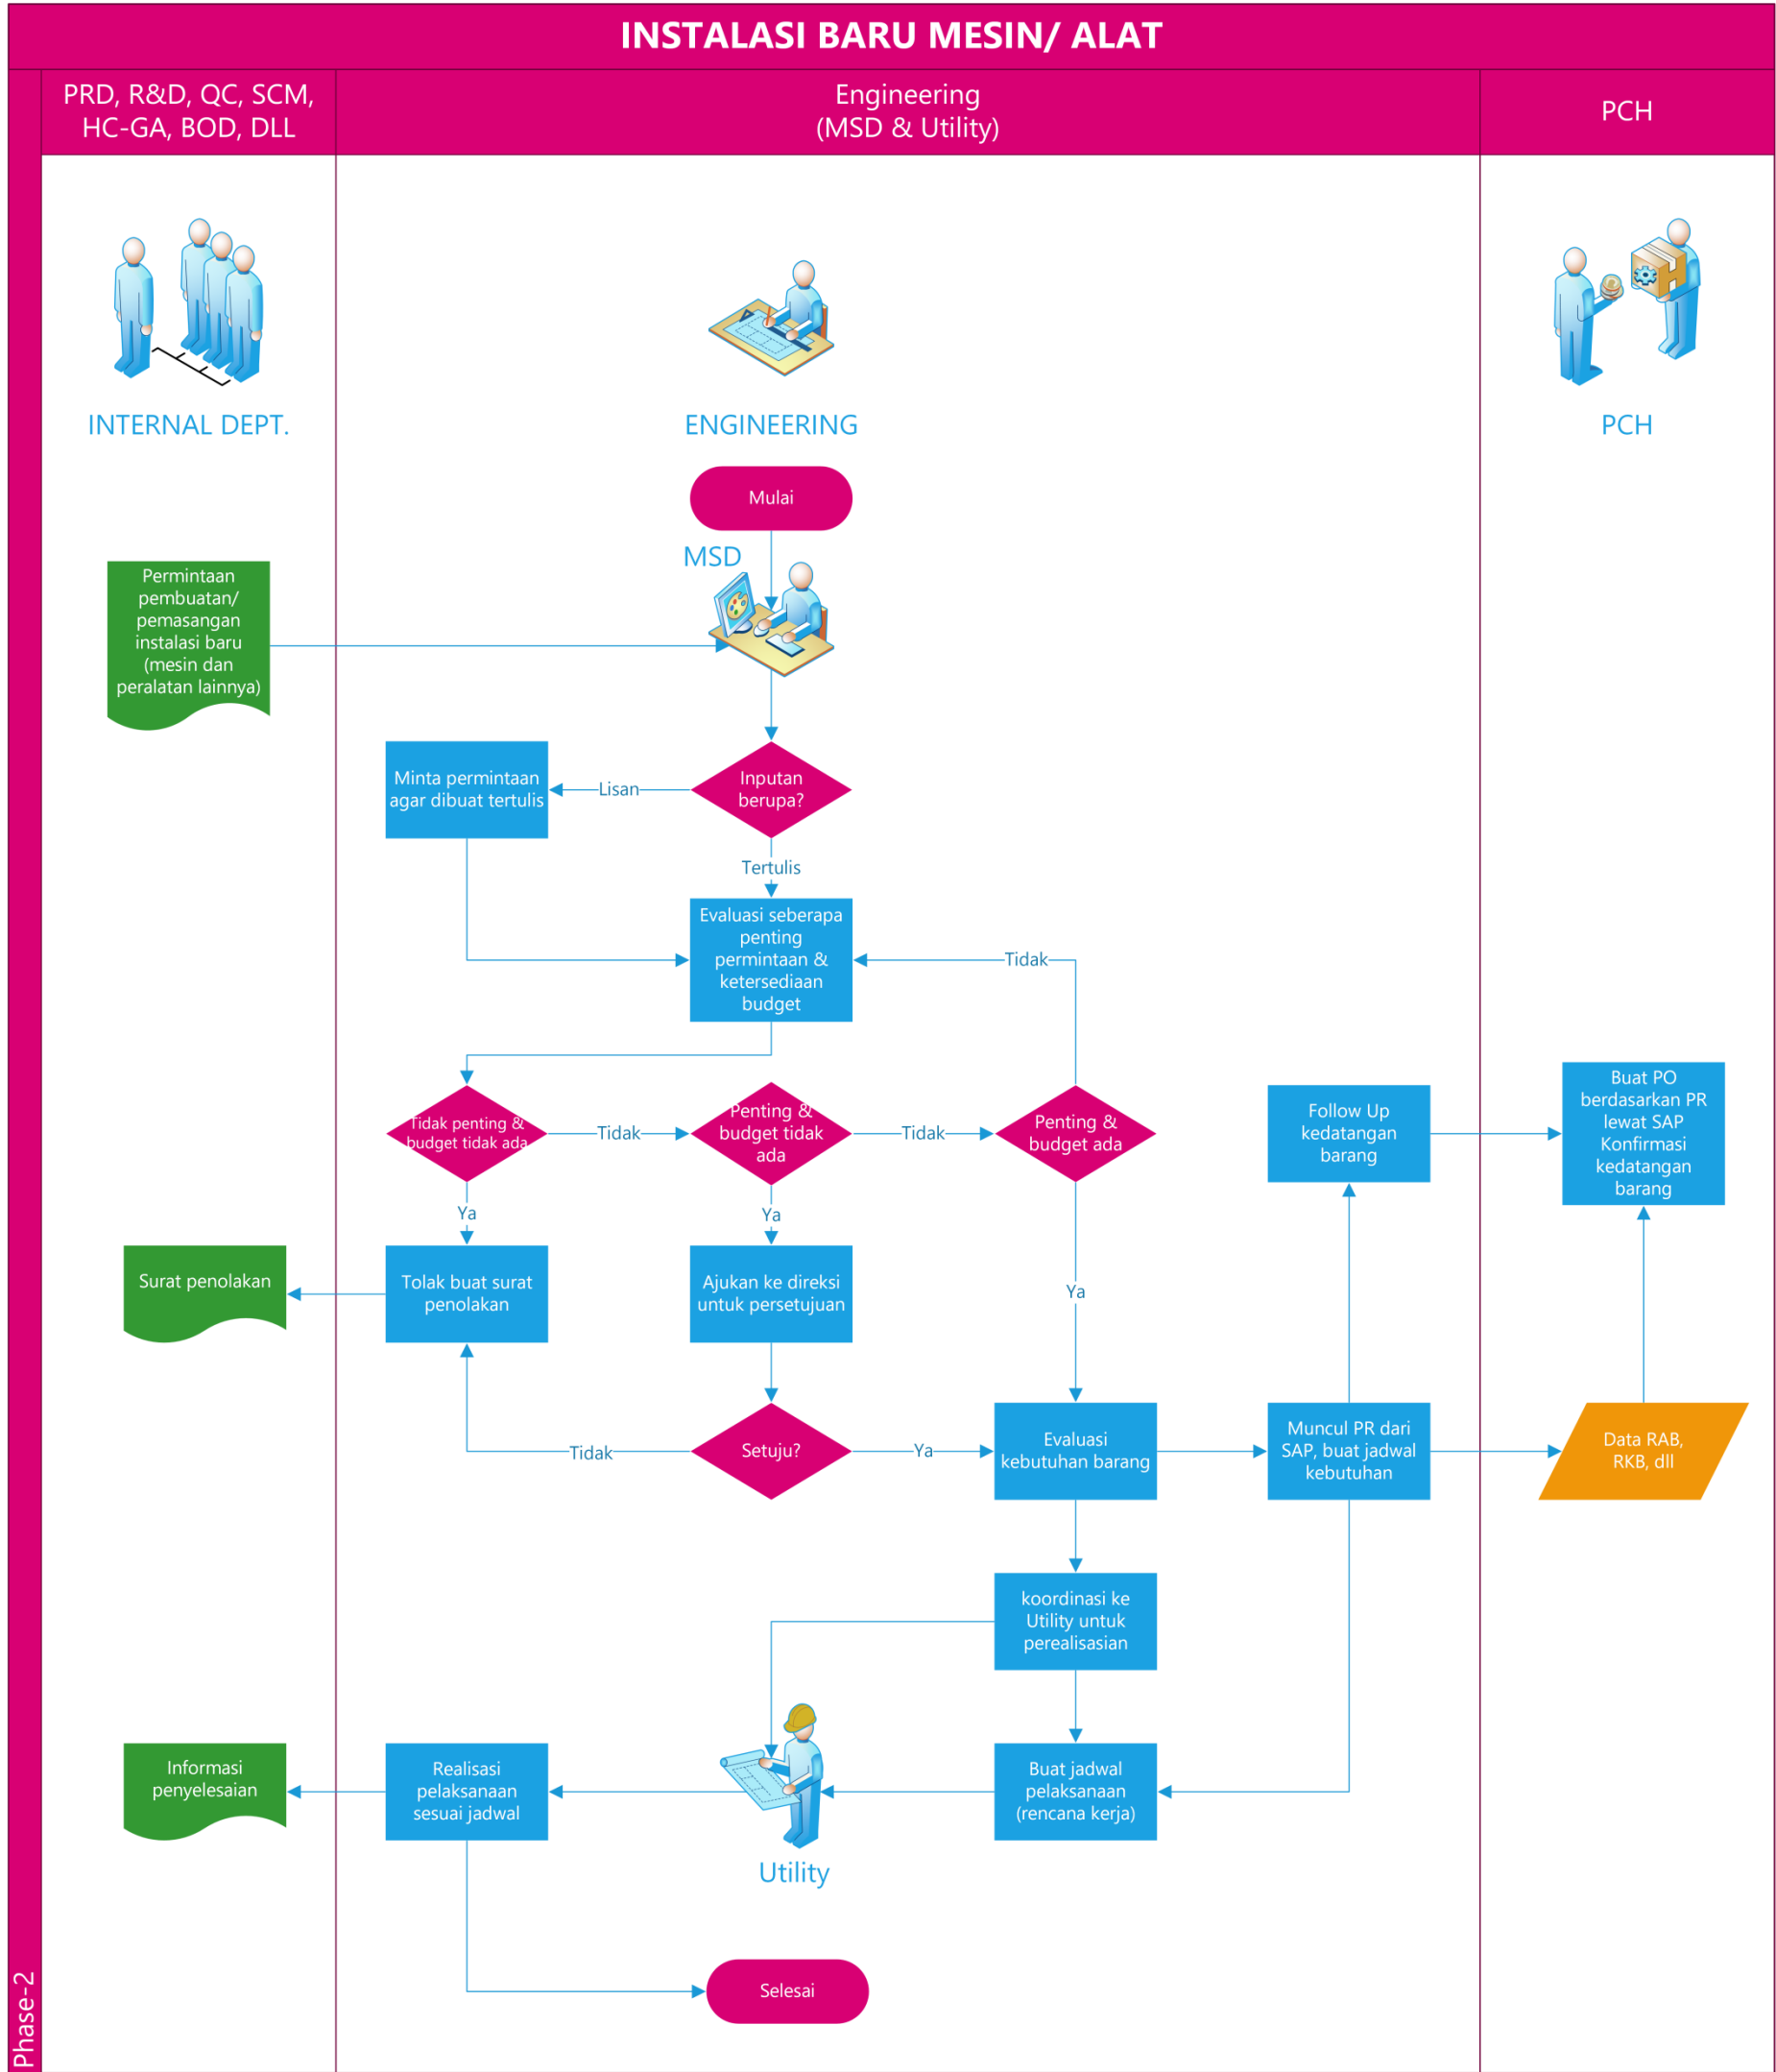 INSTALASI BARU MESIN/ ALAT
PRD, R&D, QC, SCM,
HC-GA, BOD, DLL
Engineering
(MSD & Utility)
PCH
INTERNAL DEPT.
ENGINEERING
PCH
Mulai
MSD
Permintaan
pembuatan/
pemasangan
instalasi baru
(mesin dan
peralatan lainnya)
Minta permintaan
agar dibuat tertulis
Lisan
Inputan
berupa?
Tertulis
Evaluasi seberapa
penting
permintaan &
ketersediaan
budget
Tidak
Tidak penting &
budget tidak ada
Tidak
Penting &
budget tidak
ada
Tidak
Penting &
budget ada
Follow Up
kedatangan
barang
Buat PO
berdasarkan PR
lewat SAP
Konfirmasi
kedatangan
barang
Ya
Ya
Ya
Surat penolakan
Tolak buat surat
penolakan
Ajukan ke direksi
untuk persetujuan
Tidak
Setuju?
Ya
Evaluasi
kebutuhan barang
Muncul PR dari
SAP, buat jadwal
kebutuhan
Data RAB,
RKB, dll
koordinasi ke
Utility untuk
perealisasian
Informasi
penyelesaian
Realisasi
pelaksanaan
sesuai jadwal
Utility
Buat jadwal
pelaksanaan
(rencana kerja)
Selesai
Phase-2